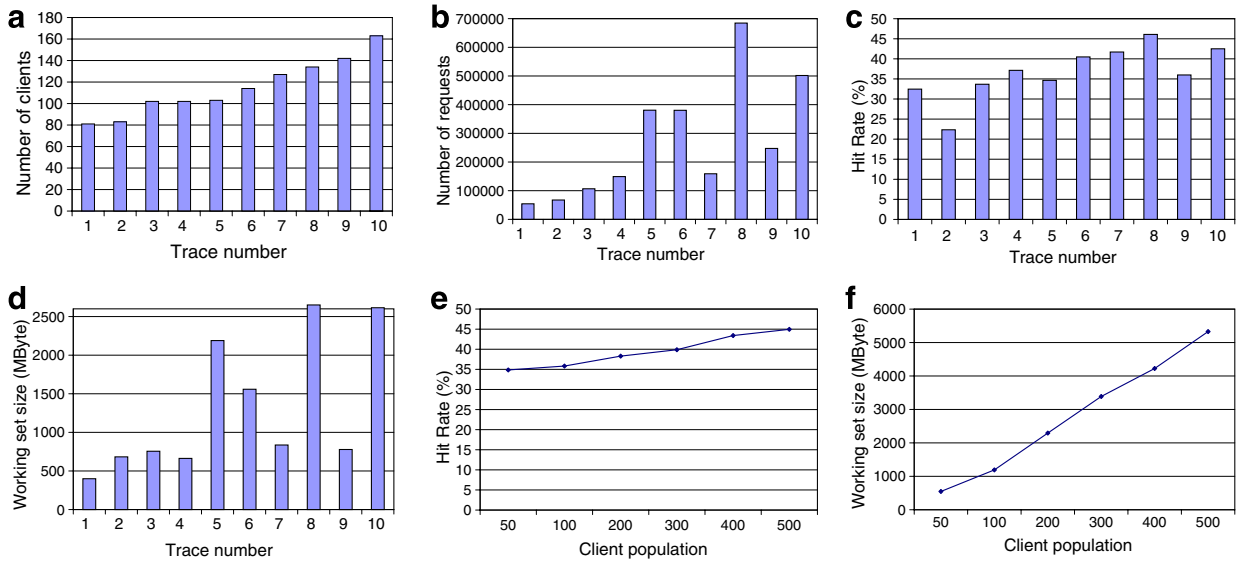 a
Number of clients
180
160
140
120
100
80
60
40
20
0
1 2 3 4 5 6 7 8 9 10
Trace number
b
Number of requests
700000
600000
500000
400000
300000
200000
100000
0
1 2 3 4 5 6 7 8 9 10
Trace number
c
Hit Rate (%)
50
45
40
35
30
25
20
15
10
5
0
1 2 3 4 5 6 7 8 9 10
Trace number
d
Working set size (MByte)
2500
2000
1500
1000
500
0
1 2 3 4 5 6 7 8 9 10
Trace number
e
Hit Rate (%)
50
45
40
35
30
25
20
15
10
5
0
50 100 200 300 400 500
Client population
f
Working set size (MByte)
6000
5000
4000
3000
2000
1000
0
50 100 200 300 400 500
Client population